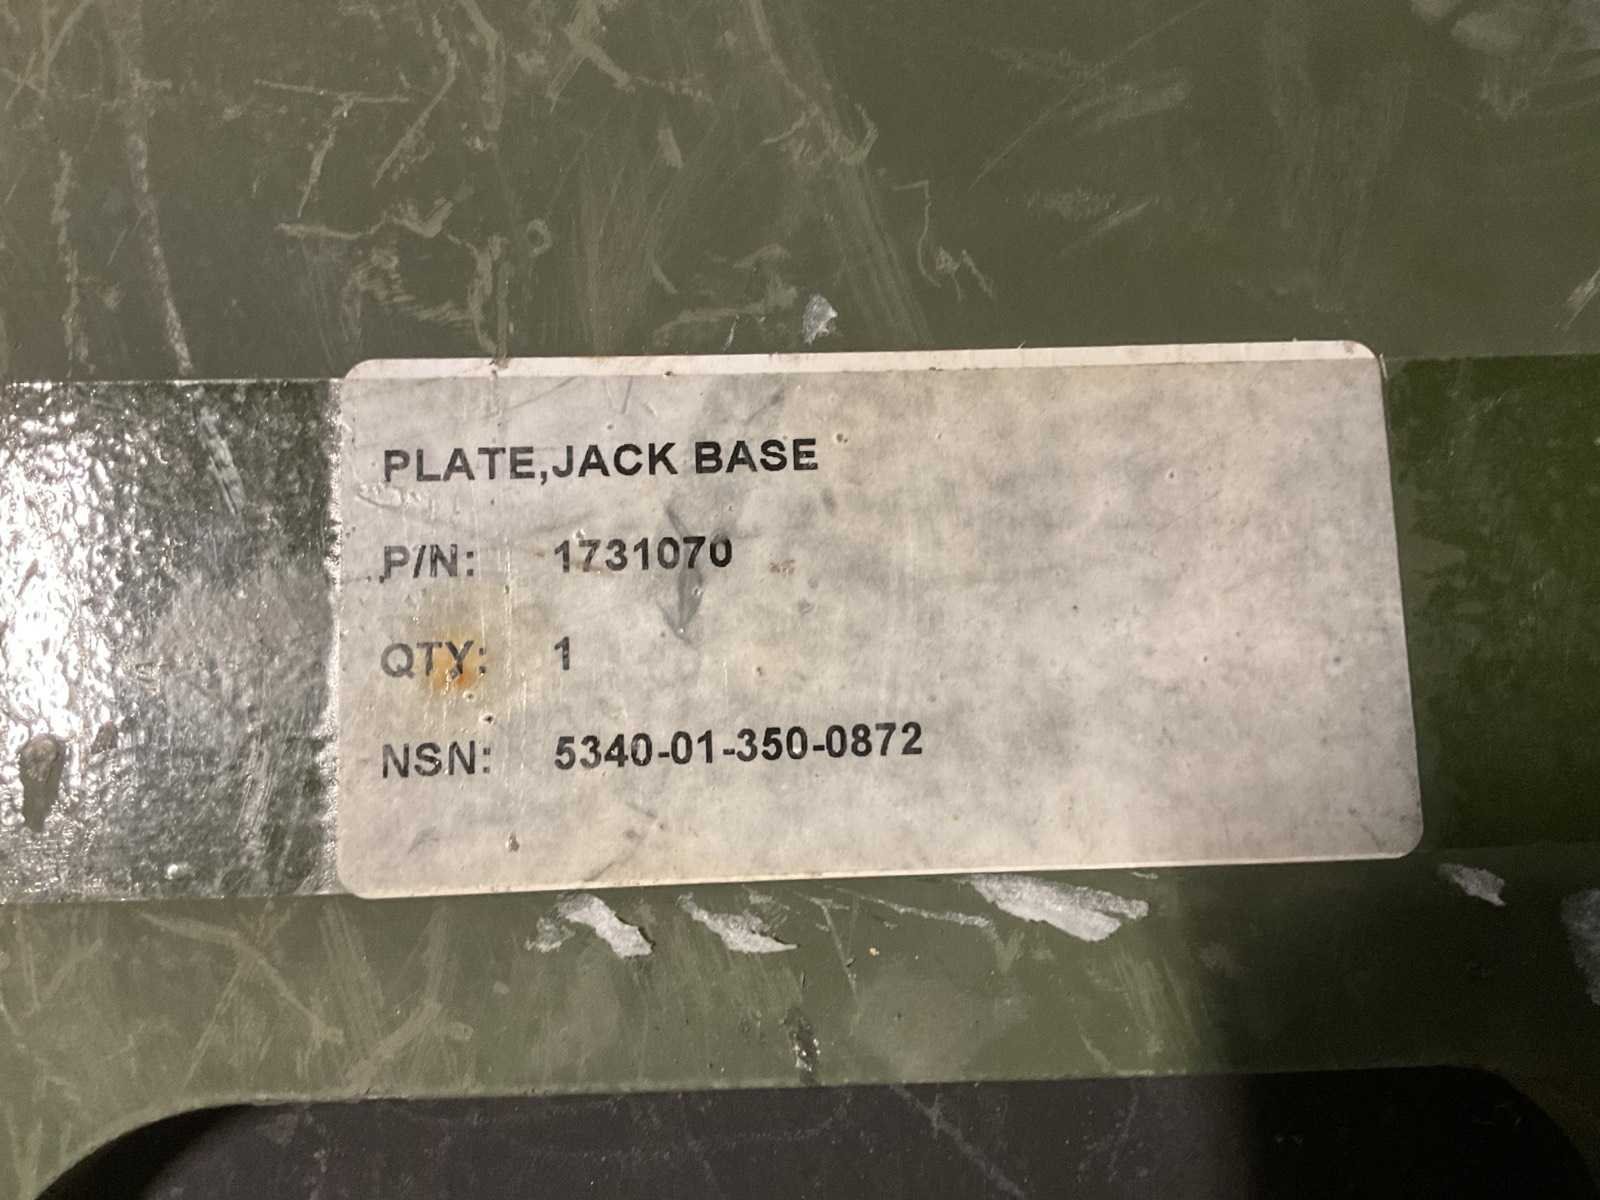 PLATE,JACK BASE
P/N: 1731070
QTY: 1
NSN: 5340-01-350-0872